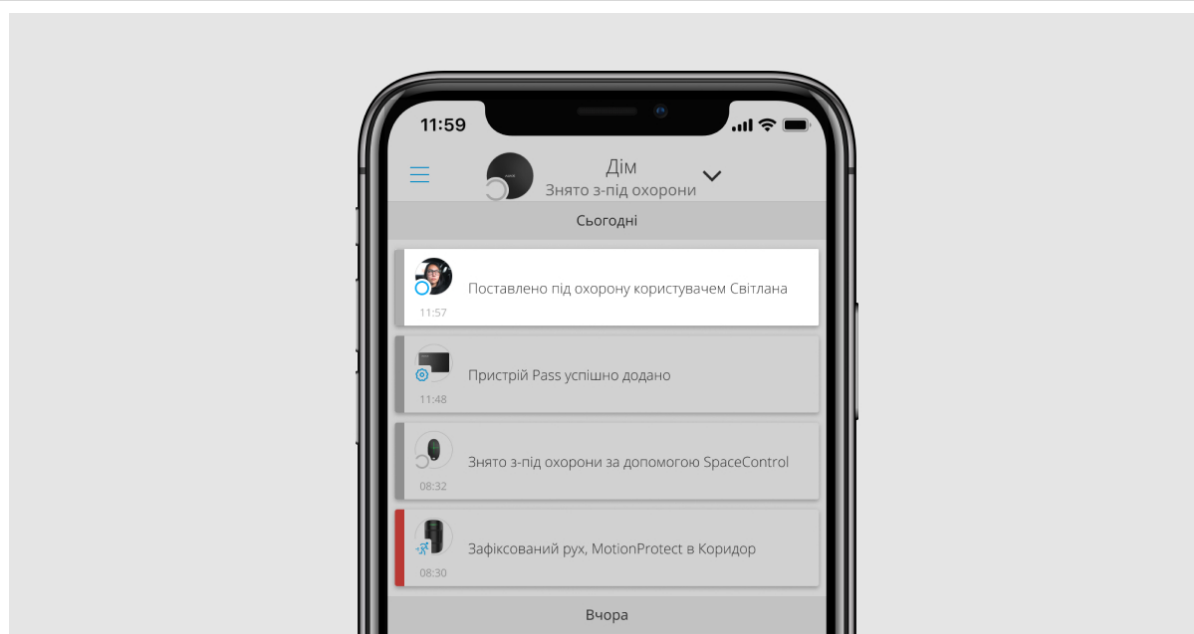 11:59
Дім
Знято з-під охорони
Сьогодні
Поставлено під охорону користувачем Світлана
11:57
Пристрій Pass успішно додано
11:48
Знято з-під охорони за допомогою SpaceControl
08:32
Зафіксований рух, MotionProtect в Коридор
08:30
Вчора